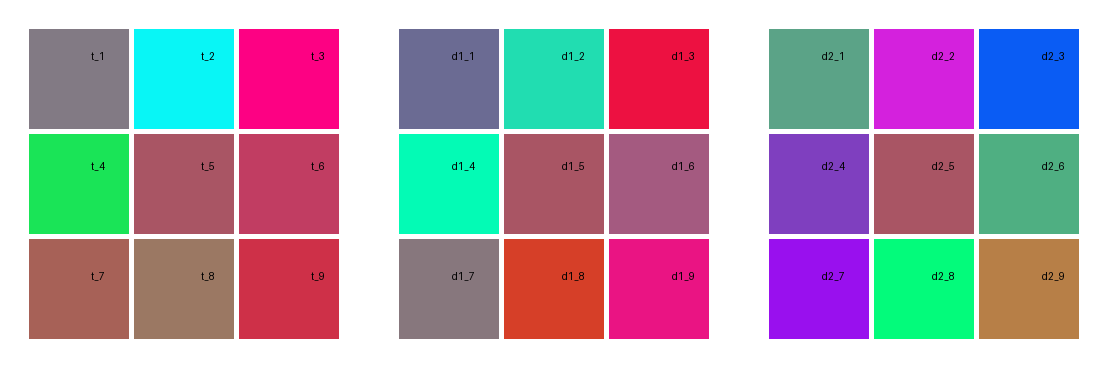 t_1 t_2 t_3 d1_1 d1_2 d1_3 d2_1 d2_2 d2_3
t_4 t_5 t_6 d1_4 d1_5 d1_6 d2_4 d2_5 d2_6
t_7 t_8 t_9 d1_7 d1_8 d1_9 d2_7 d2_8 d2_9